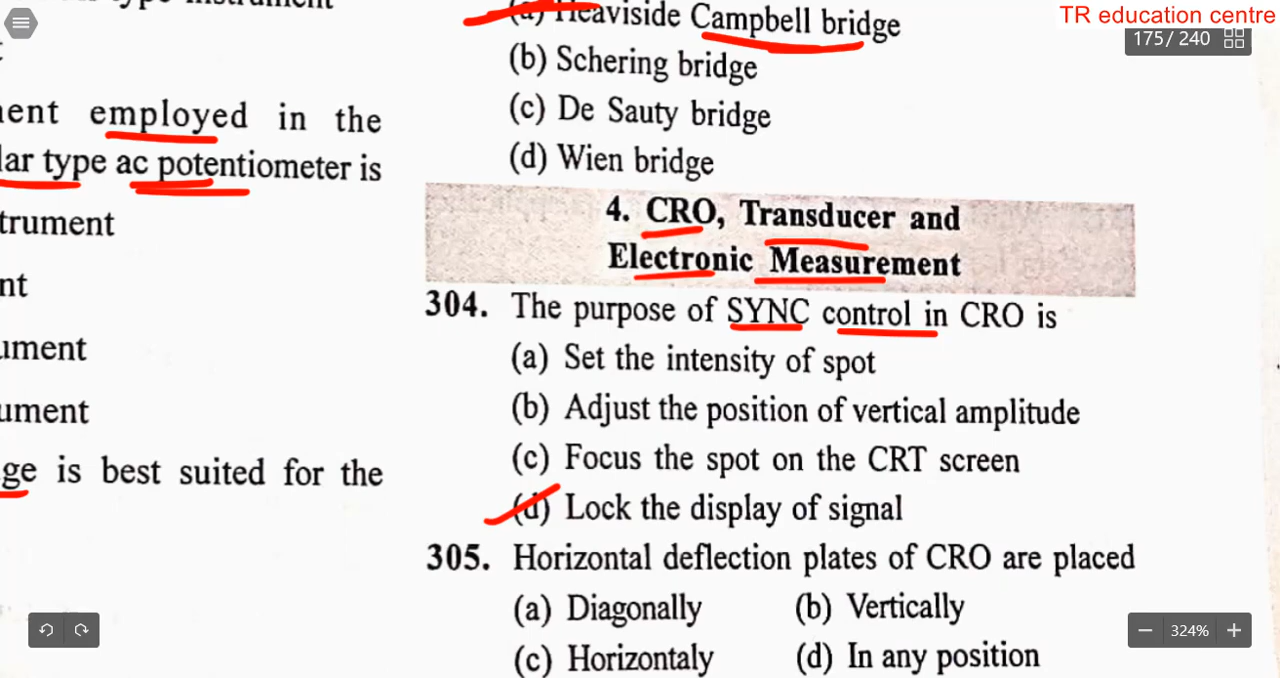 TR education centre
175/ 240
ent employed in the
lar type ac potentiometer is
trument
nt
ument
ument
ge is best suited for the
(a) Heaviside Campbell bridge
(b) Schering bridge
(c) De Sauty bridge
(d) Wien bridge
4. CRO, Transducer and
Electronic Measurement
304. The purpose of SYNC control in CRO is
(a) Set the intensity of spot
(b) Adjust the position of vertical amplitude
(c) Focus the spot on the CRT screen
(d) Lock the display of signal
305. Horizontal deflection plates of CRO are placed
(a) Diagonally (b) Vertically
(c) Horizontaly (d) In any position
324%